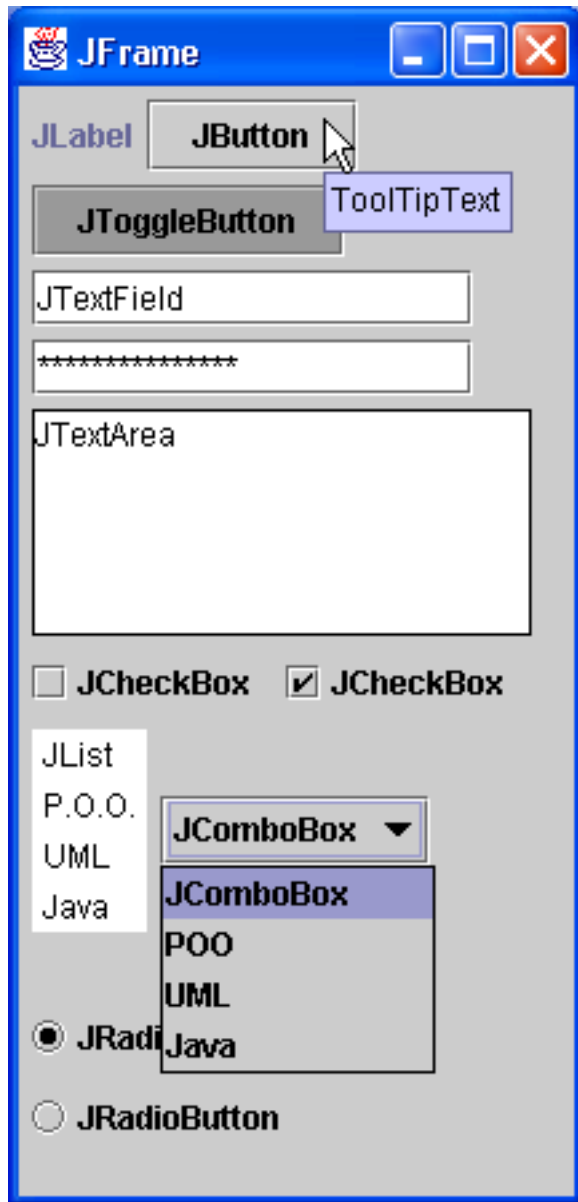 JFrame
JLabel JButton
ToolTipText
JToggleButton
JTextField
***************
JTextArea
JCheckBox JCheckBox
JList
P.O.O.
UML
Java
JComboBox
JComboBox
POO
UML
Java
JRadi
JRadioButton